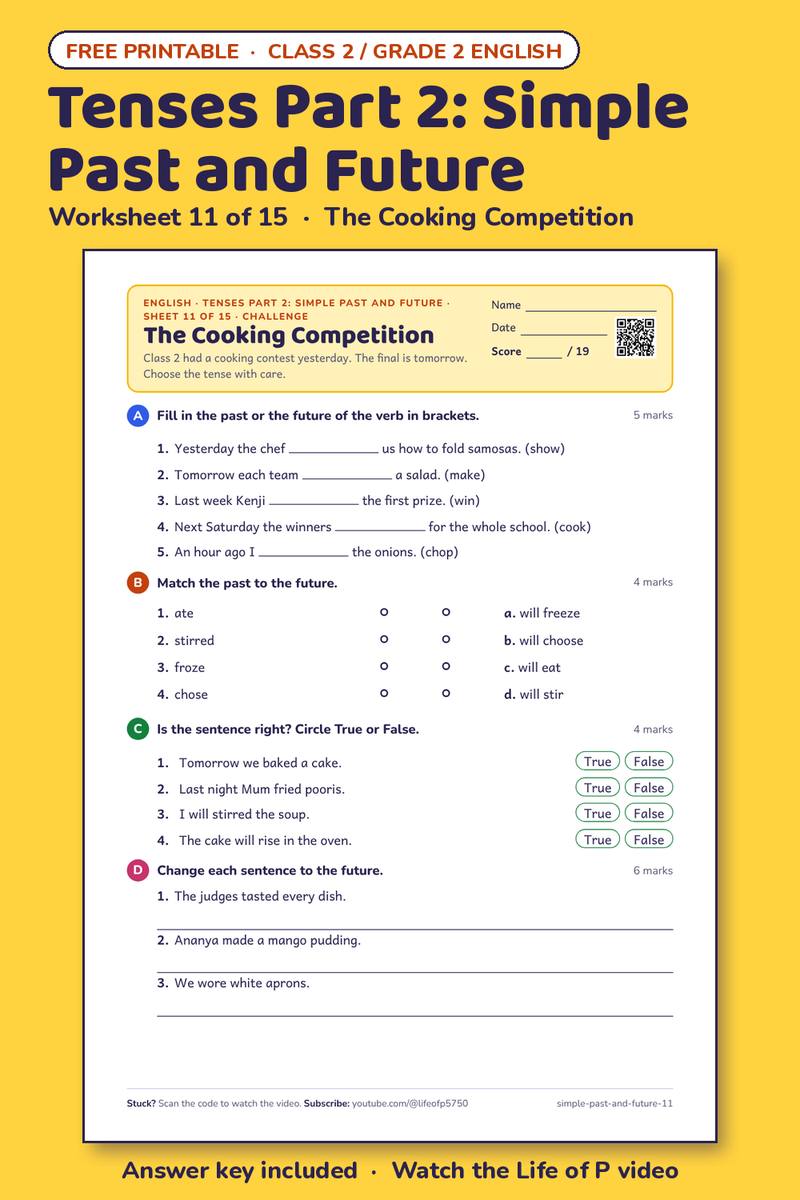 FREE PRINTABLE · CLASS 2 / GRADE 2 ENGLISH
Tenses Part 2: Simple
Past and Future
Worksheet 11 of 15 · The Cooking Competition
ENGLISH · TENSES PART 2: SIMPLE PAST AND FUTURE ·
SHEET 11 OF 15 · CHALLENGE
The Cooking Competition
Class 2 had a cooking contest yesterday. The final is tomorrow.
Choose the tense with care.
Name ____________
Date ____________
Score _____ / 19
A Fill in the past or the future of the verb in brackets. 5 marks
1. Yesterday the chef ____________ us how to fold samosas. (show)
2. Tomorrow each team ____________ a salad. (make)
3. Last week Kenji ____________ the first prize. (win)
4. Next Saturday the winners ____________ for the whole school. (cook)
5. An hour ago I ____________ the onions. (chop)
B Match the past to the future. 4 marks
1. ate a. will freeze
2. stirred b. will choose
3. froze c. will eat
4. chose d. will stir
C Is the sentence right? Circle True or False. 4 marks
1. Tomorrow we baked a cake. True False
2. Last night Mum fried pooris. True False
3. I will stirred the soup. True False
4. The cake will rise in the oven. True False
D Change each sentence to the future. 6 marks
1. The judges tasted every dish.
2. Ananya made a mango pudding.
3. We wore white aprons.
Stuck? Scan the code to watch the video. Subscribe: youtube.com/@lifeofp5750 simple-past-and-future-11
Answer key included · Watch the Life of P video